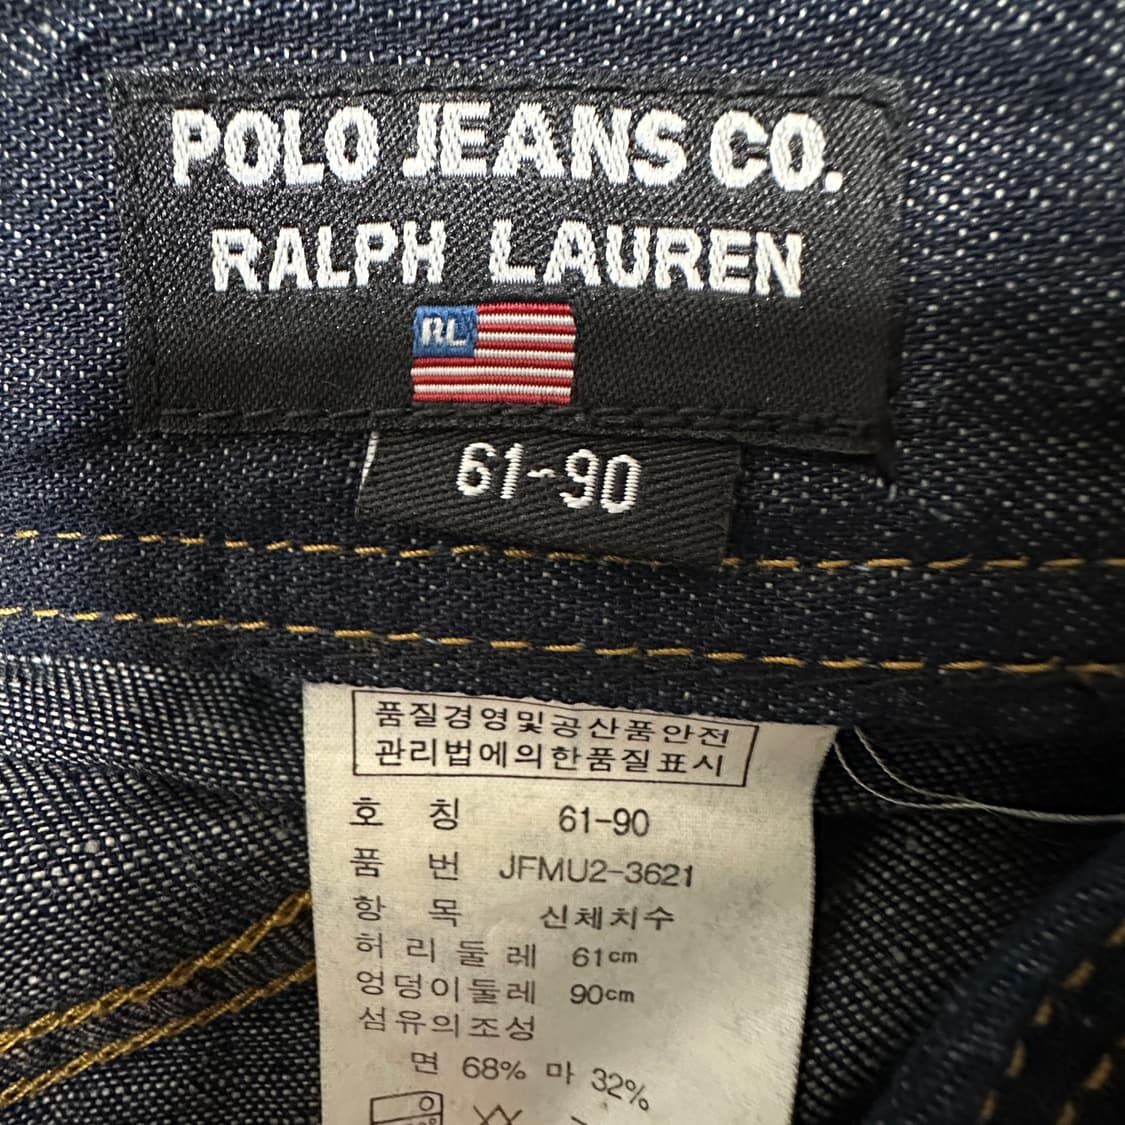 POLO JEANS CO.
RALPH LAUREN
RL
61-90
품질경영및공산품안전
관리법에의한품질표시
호 칭 61-90
품 번 JFMU2-3621
항 목 신체치수
허리둘레 61cm
엉덩이둘레 90cm
섬유의조성
면 68% 마 32%